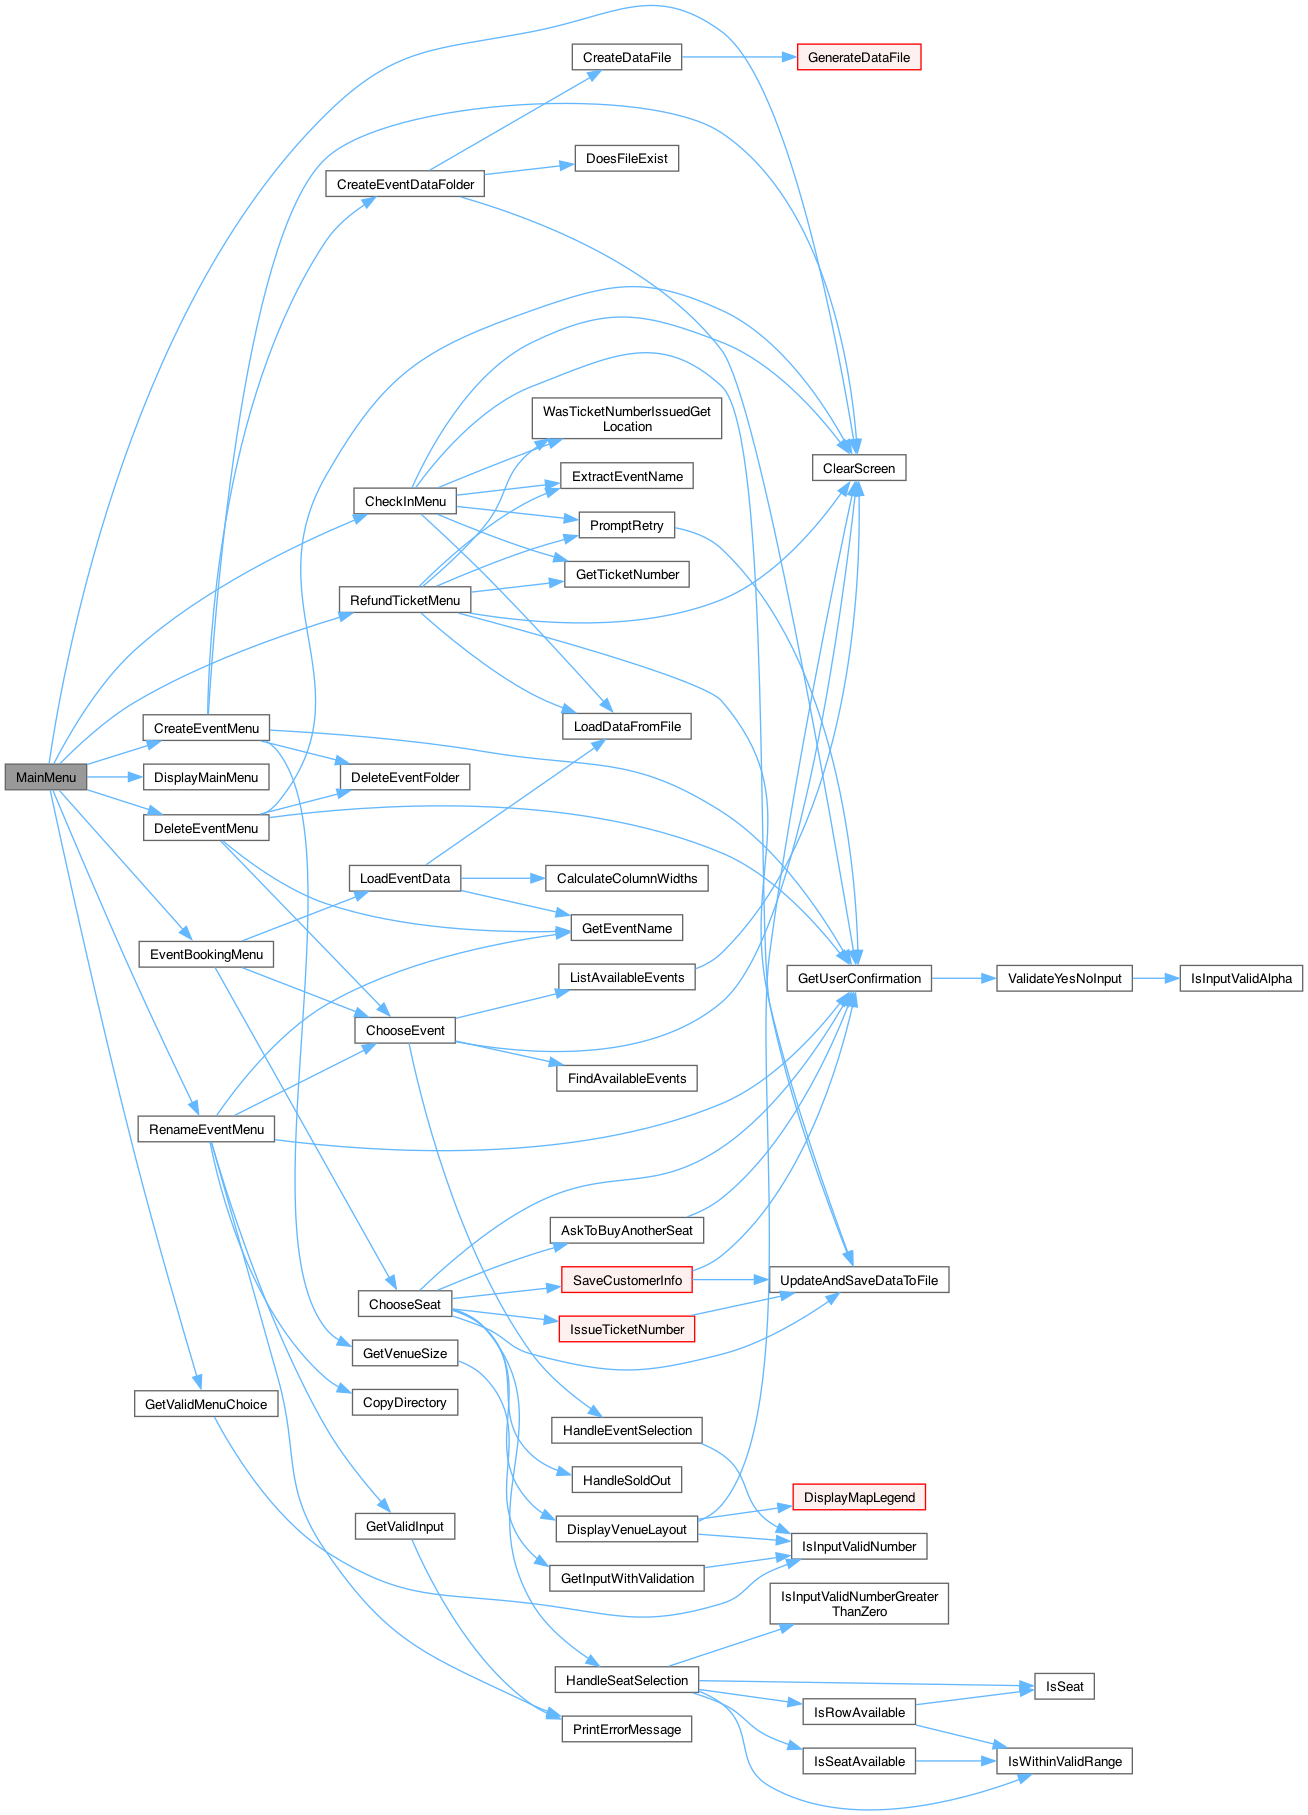 CreateDataFile
GenerateDataFile
DoesFileExist
CreateEventDataFolder
WasTicketNumberIssuedGet
Location
ClearScreen
ExtractEventName
CheckInMenu
PromptRetry
GetTicketNumber
RefundTicketMenu
CreateEventMenu
LoadDataFromFile
MainMenu
DisplayMainMenu
DeleteEventFolder
DeleteEventMenu
LoadEventData
CalculateColumnWidths
GetEventName
EventBookingMenu
ListAvailableEvents
GetUserConfirmation
ValidateYesNoInput
IsInputValidAlpha
ChooseEvent
FindAvailableEvents
RenameEventMenu
AskToBuyAnotherSeat
SaveCustomerInfo
UpdateAndSaveDataToFile
ChooseSeat
IssueTicketNumber
GetVenueSize
GetValidMenuChoice
CopyDirectory
HandleEventSelection
HandleSoldOut
DisplayMapLegend
GetValidInput
DisplayVenueLayout
IsInputValidNumber
GetInputWithValidation
IsInputValidNumberGreater
ThanZero
HandleSeatSelection
IsSeat
IsRowAvailable
PrintErrorMessage
IsSeatAvailable
IsWithinValidRange